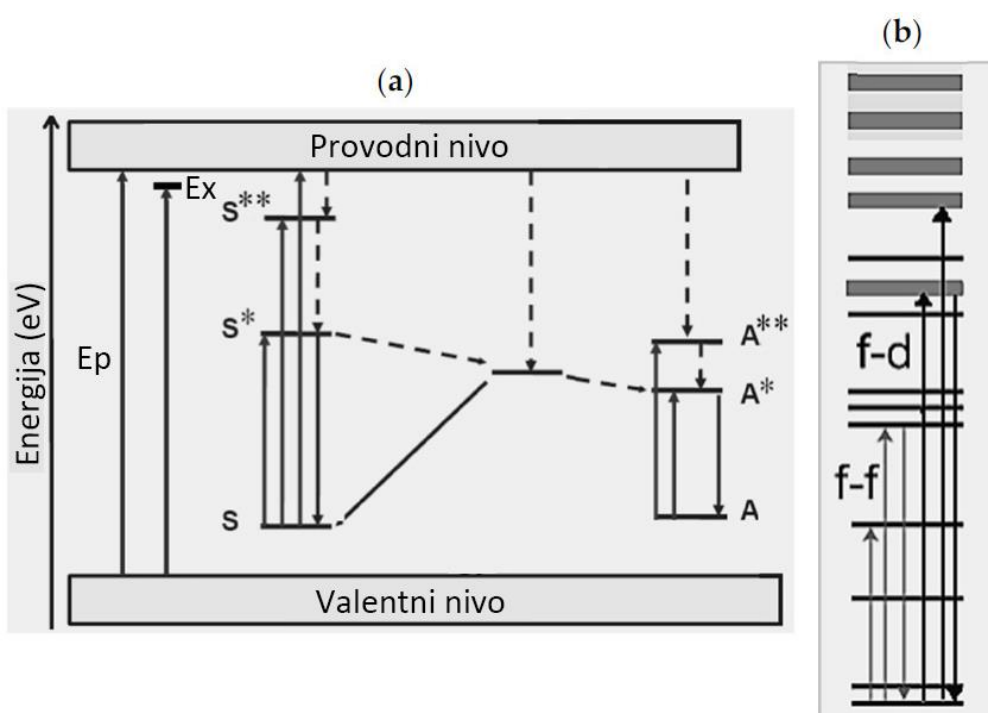 (a)
Provodni nivo
Ex
S**
S*
A**
A*
Ep
S
A
Valentni nivo
Energija (eV)
(b)
f-d
f-f